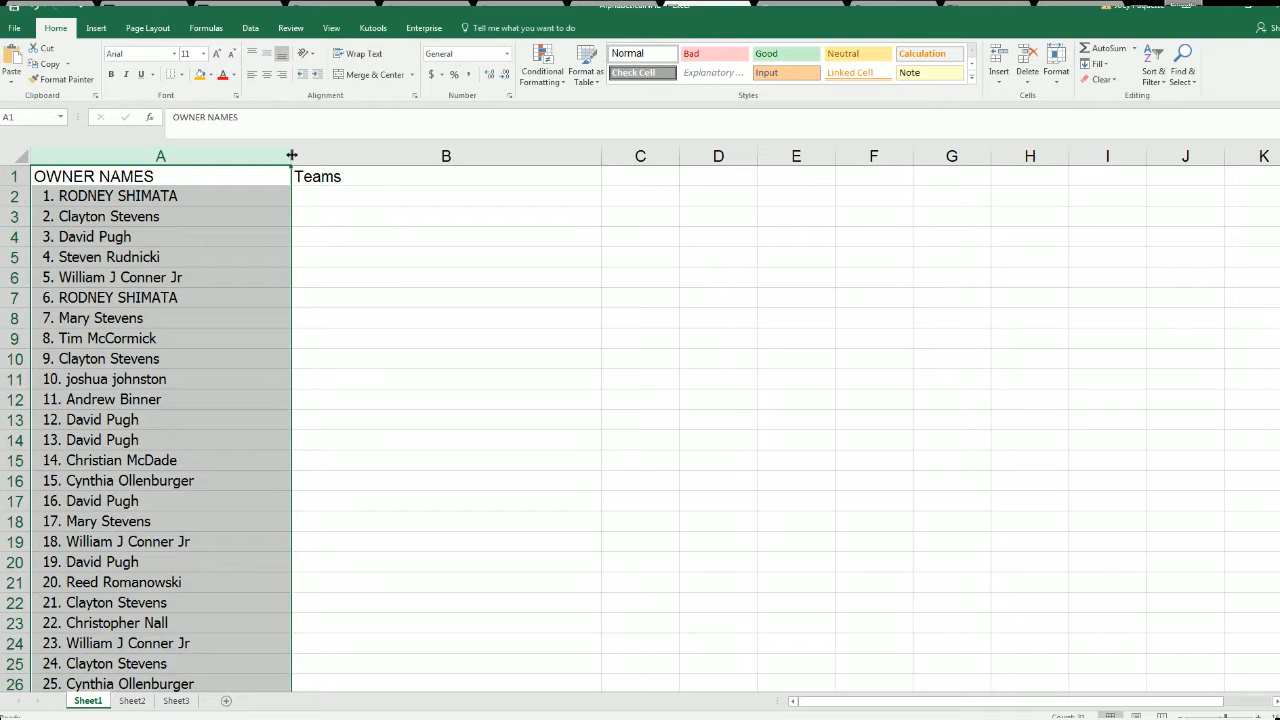 File Home Insert Page Layout Formulas Data Review View Kutools Enterprise Tell me what you want to do...
Cut
Copy
Format Painter
Paste
Clipboard
Arial 11
B I U
Font
Wrap Text
Merge & Center
Alignment
General
$ % ,
Number
Conditional Formatting
Format as Table
Normal Bad Good Neutral Calculation
Check Cell Explanatory ... Input Linked Cell Note
Styles
Insert Delete Format
Cells
AutoSum
Fill
Clear
Sort & Filter
Find & Select
Editing
A1 fx OWNER NAMES
A B C D E F G H I J K
1 OWNER NAMES Teams
2 1. RODNEY SHIMATA
3 2. Clayton Stevens
4 3. David Pugh
5 4. Steven Rudnicki
6 5. William J Conner Jr
7 6. RODNEY SHIMATA
8 7. Mary Stevens
9 8. Tim McCormick
10 9. Clayton Stevens
11 10. joshua johnston
12 11. Andrew Binner
13 12. David Pugh
14 13. David Pugh
15 14. Christian McDade
16 15. Cynthia Ollenburger
17 16. David Pugh
18 17. Mary Stevens
19 18. William J Conner Jr
20 19. David Pugh
21 20. Reed Romanowski
22 21. Clayton Stevens
23 22. Christopher Nall
24 23. William J Conner Jr
25 24. Clayton Stevens
26 25. Cynthia Ollenburger
Sheet1 Sheet2 Sheet3